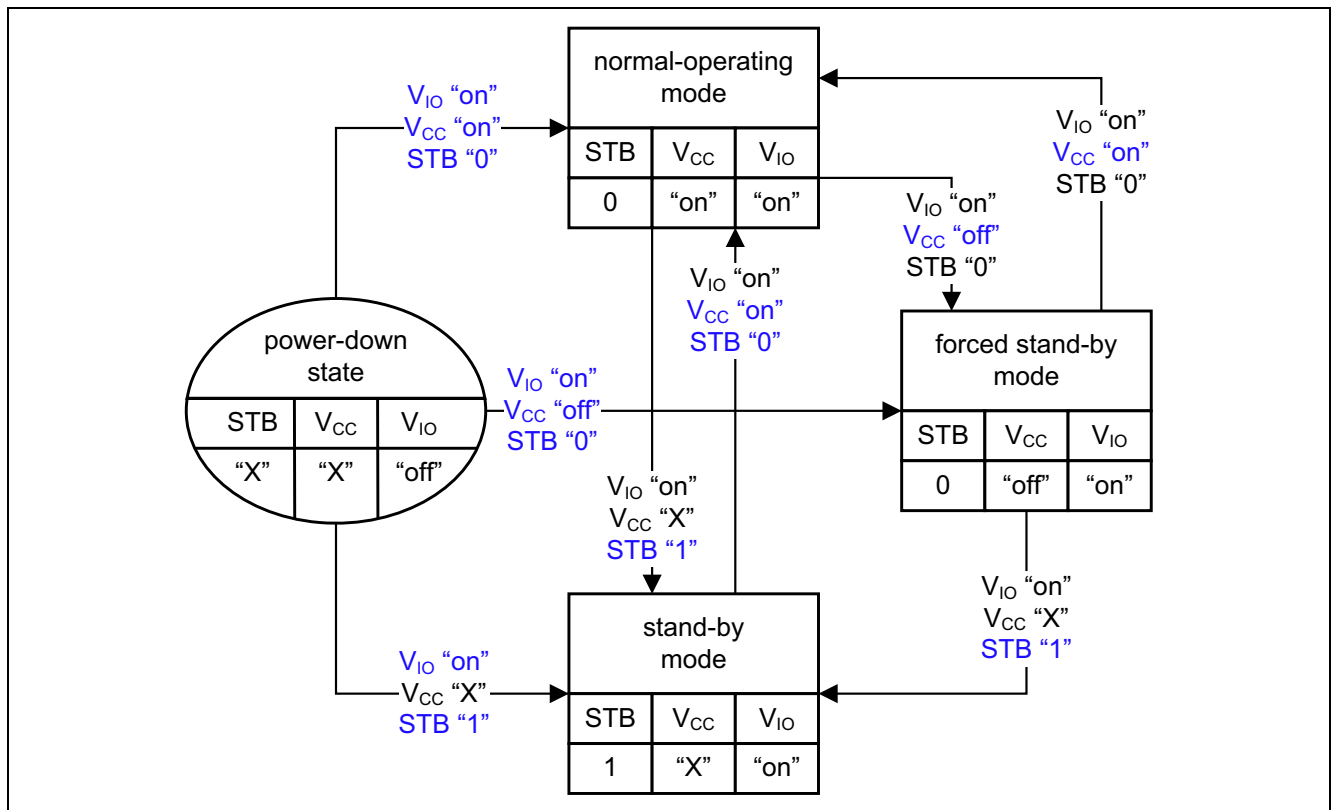 normal-operating
mode
STB VCC VIO
0 “on” “on”
VIO “on”
VCC “on”
STB “0”
VIO “on”
VCC “on”
STB “0”
VIO “on”
VCC “off”
STB “0”
VIO “on”
VCC “on”
STB “0”
power-down
state
STB VCC VIO
“X” “X” “off”
VIO “on”
VCC “off”
STB “0”
forced stand-by
mode
STB VCC VIO
0 “off” “on”
VIO “on”
VCC “X”
STB “1”
VIO “on”
VCC “X”
STB “1”
VIO “on”
VCC “X”
STB “1”
stand-by
mode
STB VCC VIO
1 “X” “on”